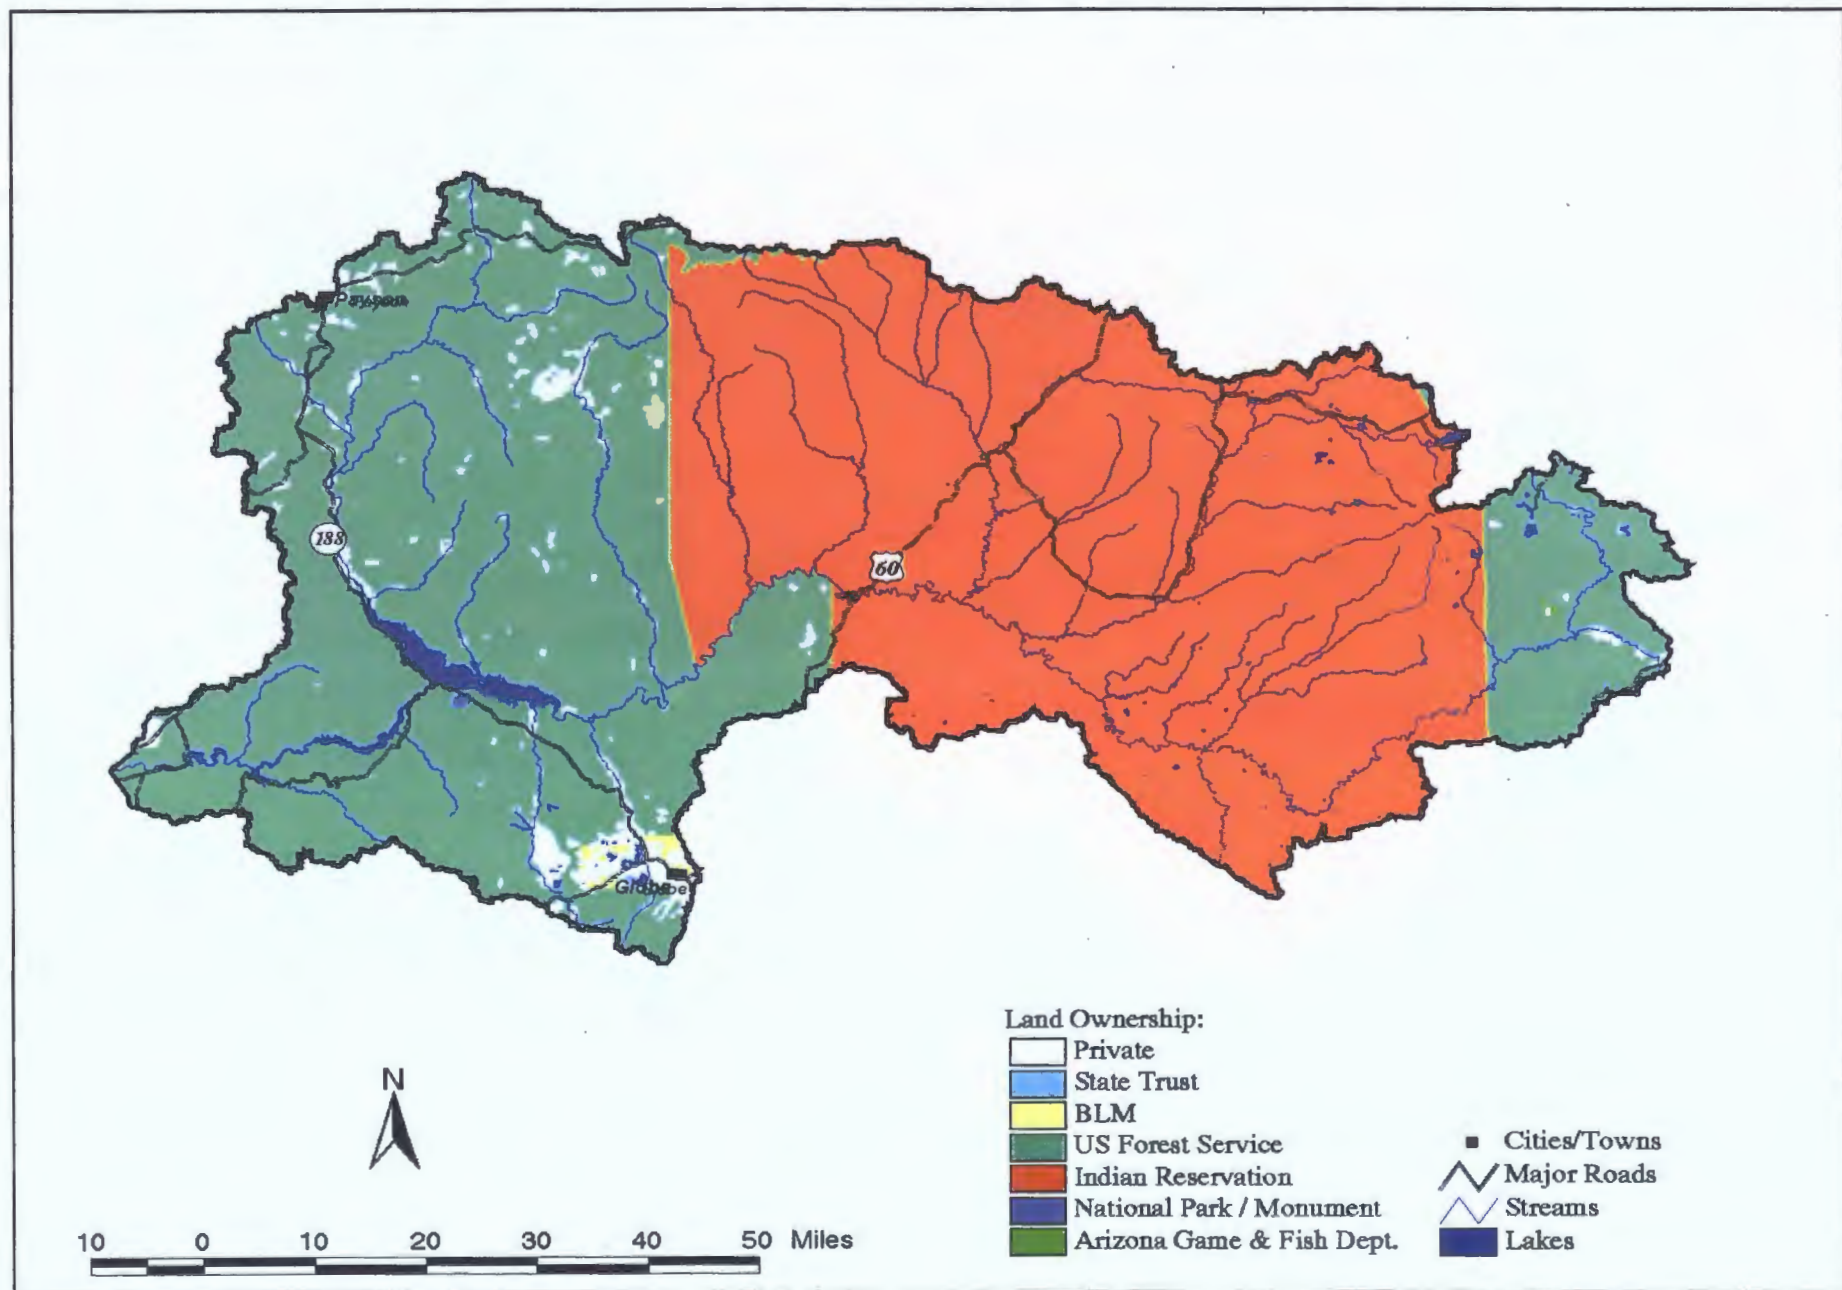 Payson
188
60
Globe
N
10 0 10 20 30 40 50 Miles
Land Ownership:
Private
State Trust
BLM
US Forest Service
Indian Reservation
National Park / Monument
Arizona Game & Fish Dept.
Cities/Towns
Major Roads
Streams
Lakes